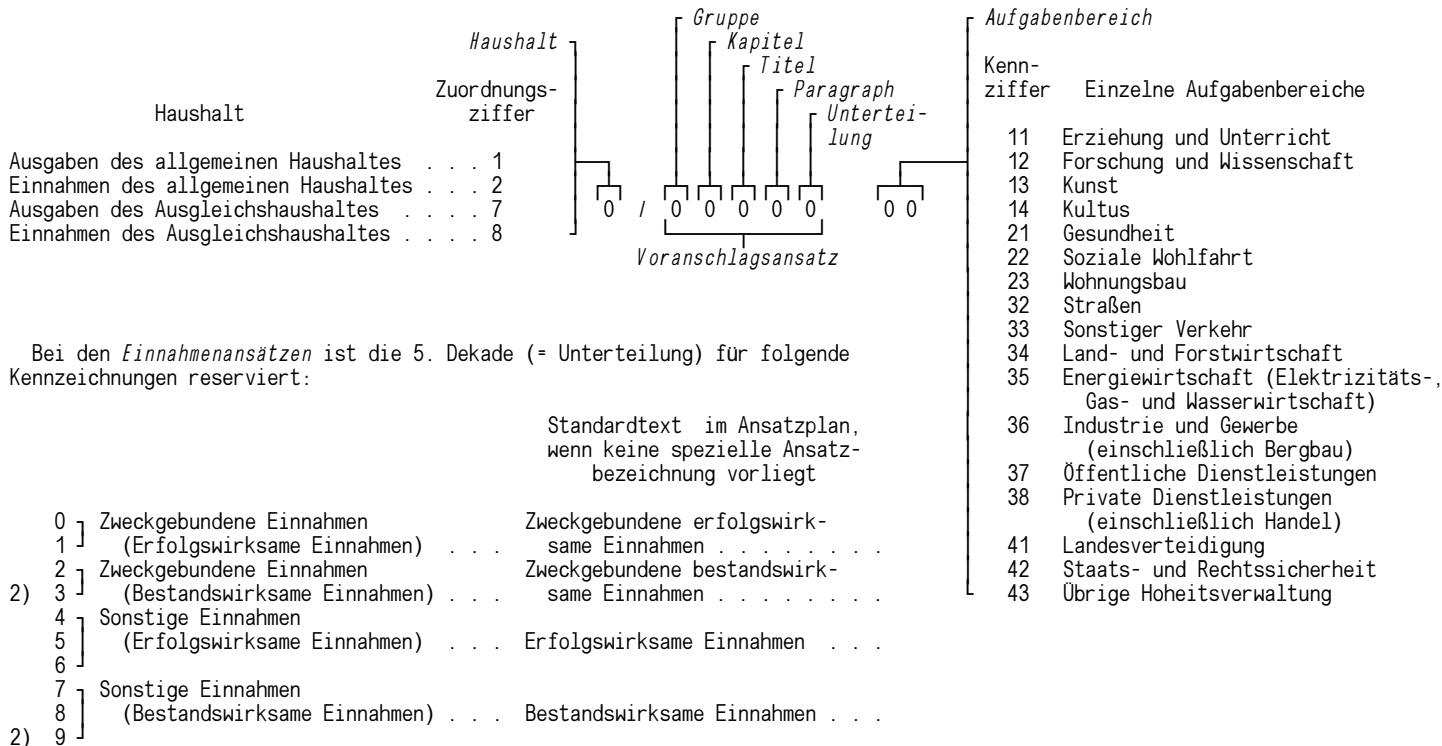 Gruppe
Aufgabenbereich
Haushalt
Kapitel
Titel
Kenn-
Zuordnungs-
Paragraph
ziffer Einzelne Aufgabenbereiche
Haushalt ziffer
Untertei-
lung
11 Erziehung und Unterricht
Ausgaben des allgemeinen Haushaltes . . . 1
12 Forschung und Wissenschaft
Einnahmen des allgemeinen Haushaltes . . . 2
13 Kunst
Ausgaben des Ausgleichshaushaltes . . . . 7
0 / 0 0 0 0 0 0 0
14 Kultus
Einnahmen des Ausgleichshaushaltes . . . . 8
21 Gesundheit
Voranschlagsansatz
22 Soziale Wohlfahrt
23 Wohnungsbau
32 Straßen
33 Sonstiger Verkehr
34 Land- und Forstwirtschaft
35 Energiewirtschaft (Elektrizitäts-,
Gas- und Wasserwirtschaft)
36 Industrie und Gewerbe
(einschließlich Bergbau)
37 Öffentliche Dienstleistungen
38 Private Dienstleistungen
(einschließlich Handel)
41 Landesverteidigung
42 Staats- und Rechtssicherheit
43 Übrige Hoheitsverwaltung
Bei den Einnahmenansätzen ist die 5. Dekade (= Unterteilung) für folgende
Kennzeichnungen reserviert:
Standardtext im Ansatzplan,
wenn keine spezielle Ansatz-
bezeichnung vorliegt
0 Zweckgebundene Einnahmen Zweckgebundene erfolgswirk-
1 (Erfolgswirksame Einnahmen) . . . same Einnahmen . . . . . . . .
2 Zweckgebundene Einnahmen Zweckgebundene bestandswirk-
2) 3 (Bestandswirksame Einnahmen) . . . same Einnahmen . . . . . . . .
4 Sonstige Einnahmen
5 (Erfolgswirksame Einnahmen) . . . Erfolgswirksame Einnahmen . . .
6
7 Sonstige Einnahmen
8 (Bestandswirksame Einnahmen) . . . Bestandswirksame Einnahmen . . .
2) 9